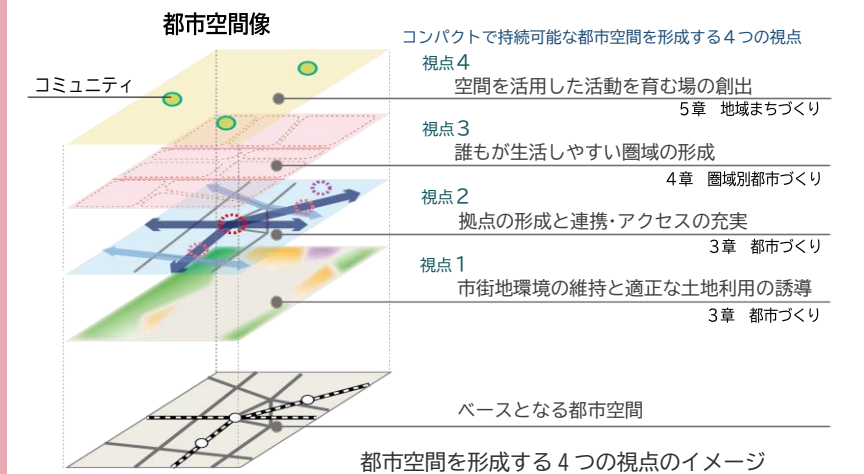 都市空間像
コンパクトで持続可能な都市空間を形成する4つの視点
視点4
空間を活用した活動を育む場の創出
コミュニティ
5章 地域まちづくり
視点3
誰もが生活しやすい圏域の形成
4章 圏域別都市づくり
視点2
拠点の形成と連携・アクセスの充実
3章 都市づくり
視点1
市街地環境の維持と適正な土地利用の誘導
3章 都市づくり
ベースとなる都市空間
都市空間を形成する4つの視点のイメージ